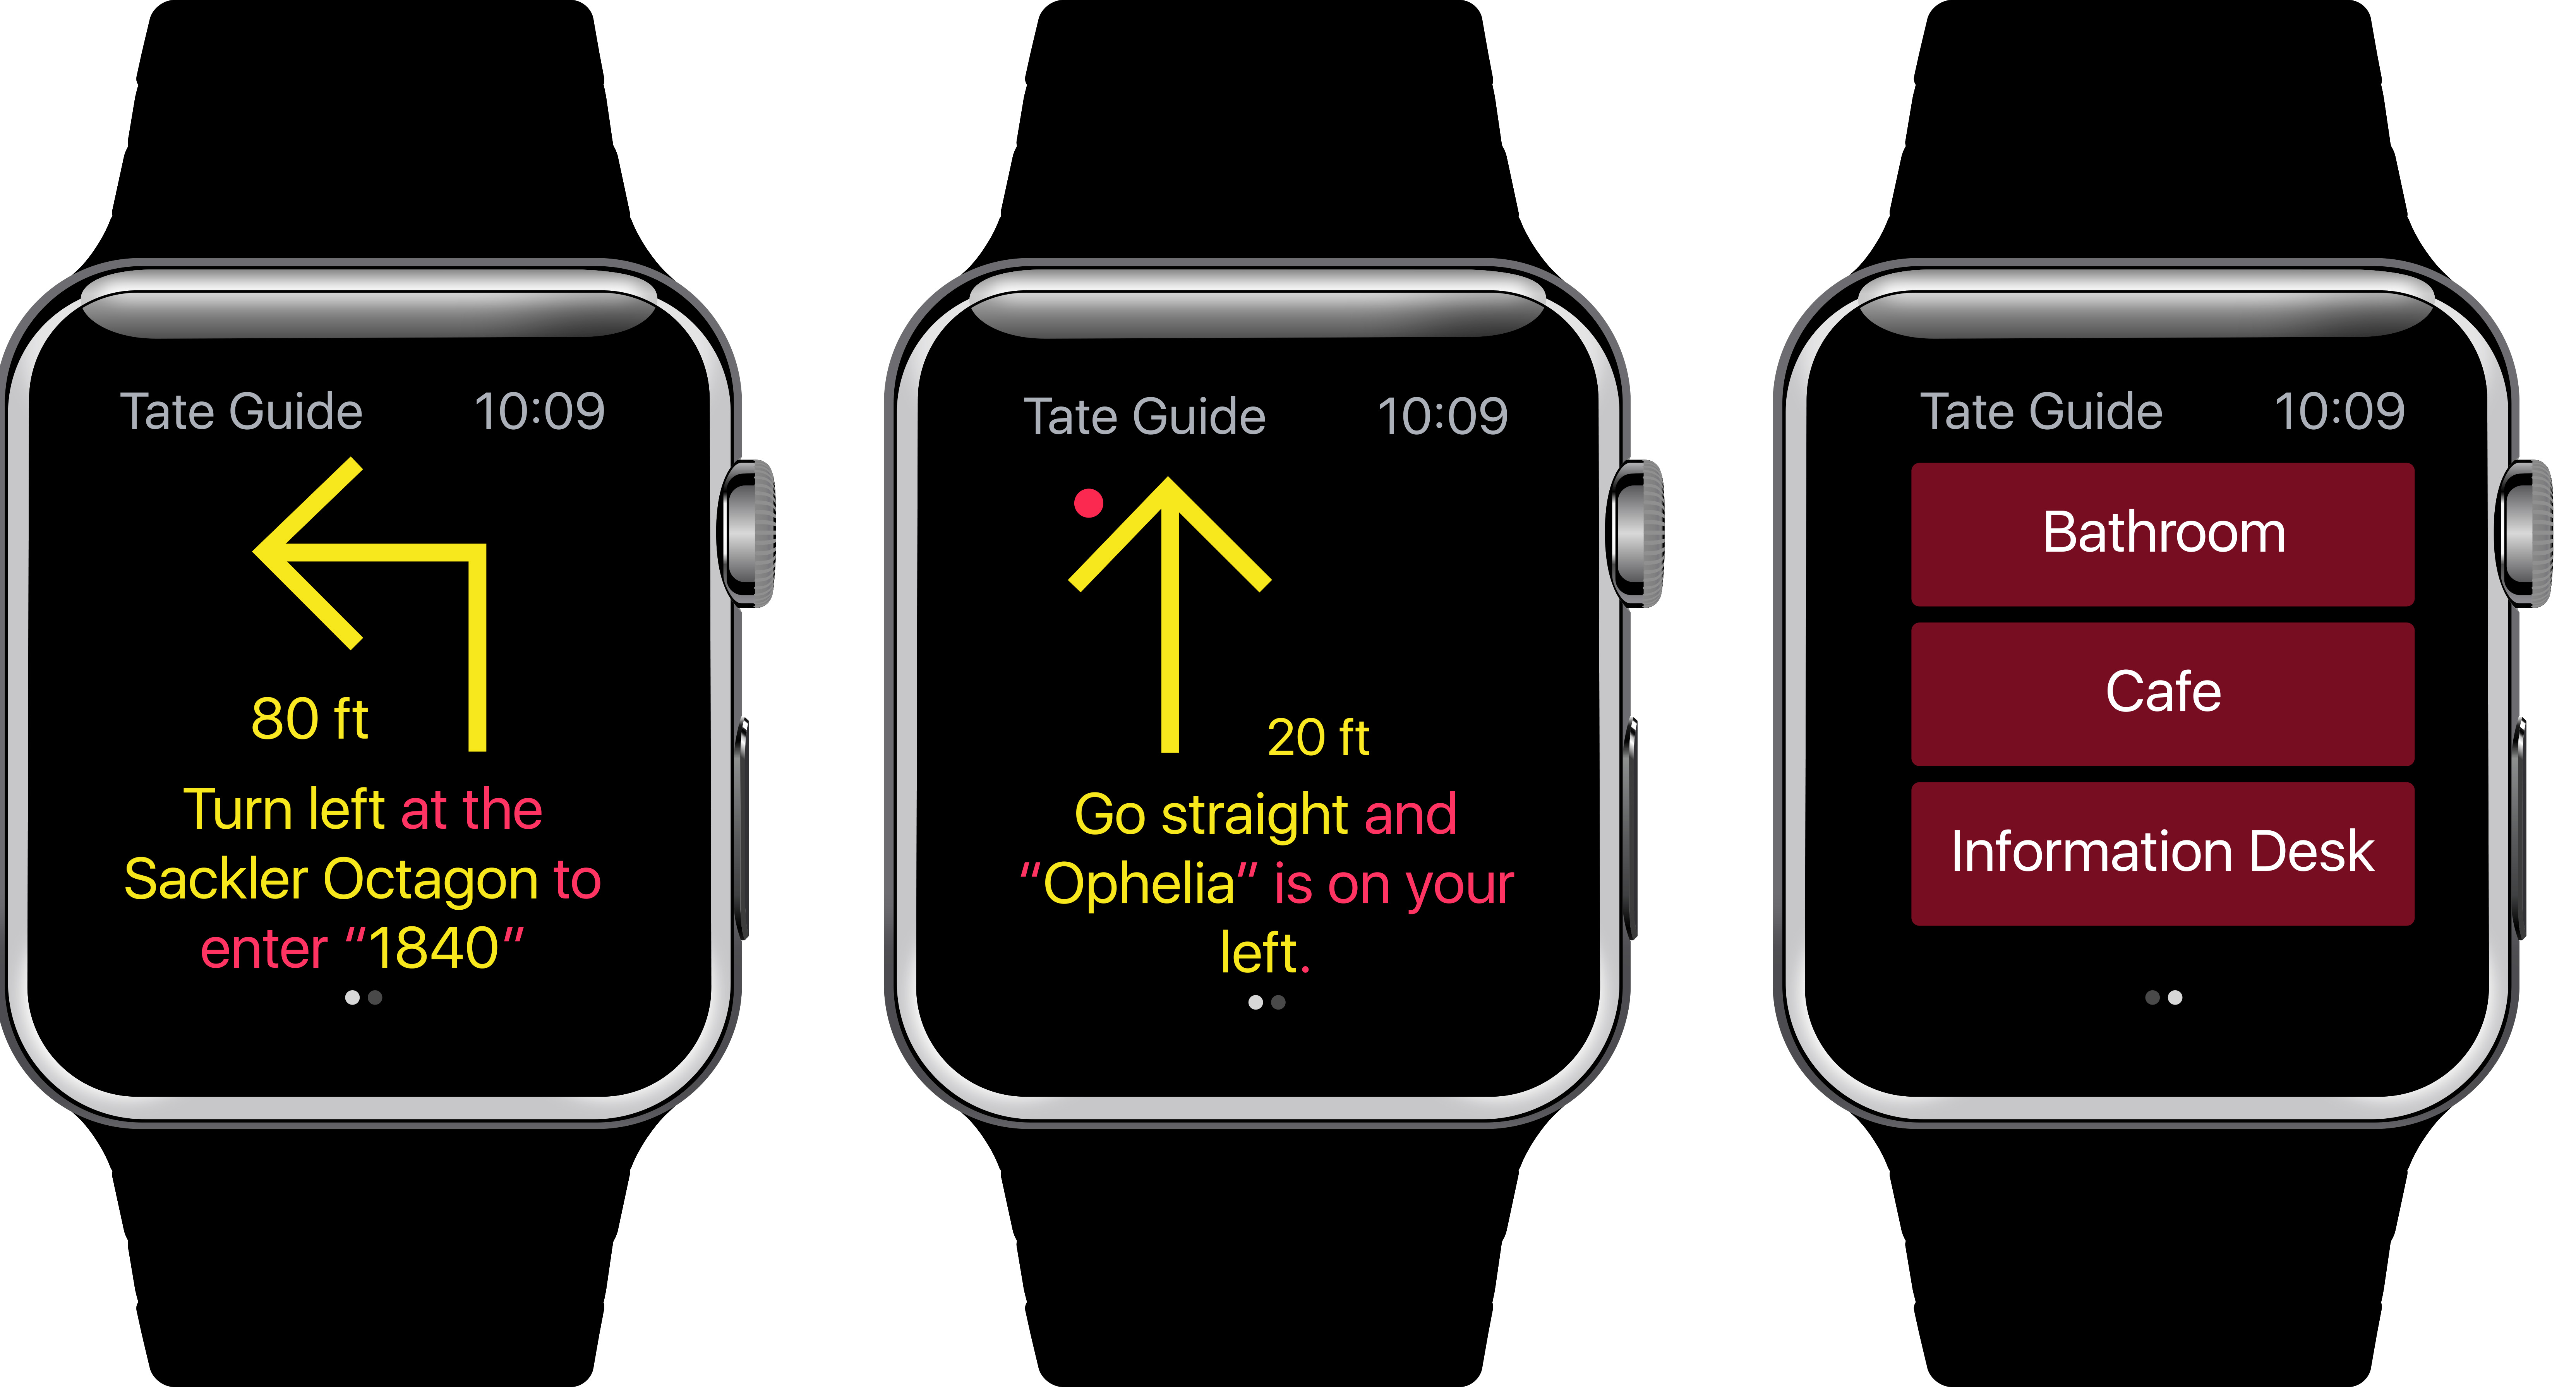 Tate Guide 10:09
80 ft
Turn left at the
Sackler Octagon to
enter “1840”
Tate Guide 10:09
20 ft
Go straight and
“Ophelia” is on your
left.
Tate Guide 10:09
Bathroom
Cafe
Information Desk